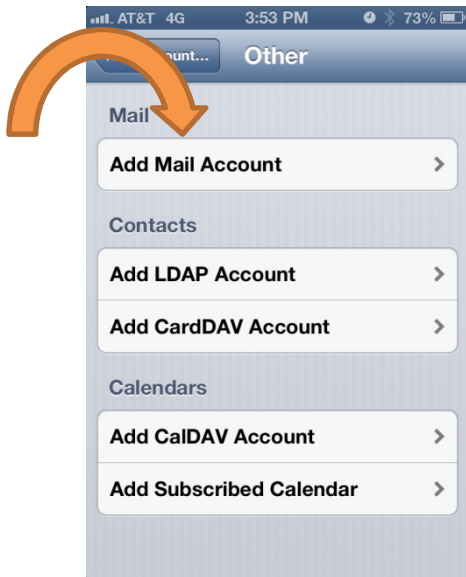 AT&T 4G 3:53 PM 73%
ount... Other
Mail
Add Mail Account
Contacts
Add LDAP Account
Add CardDAV Account
Calendars
Add CalDAV Account
Add Subscribed Calendar